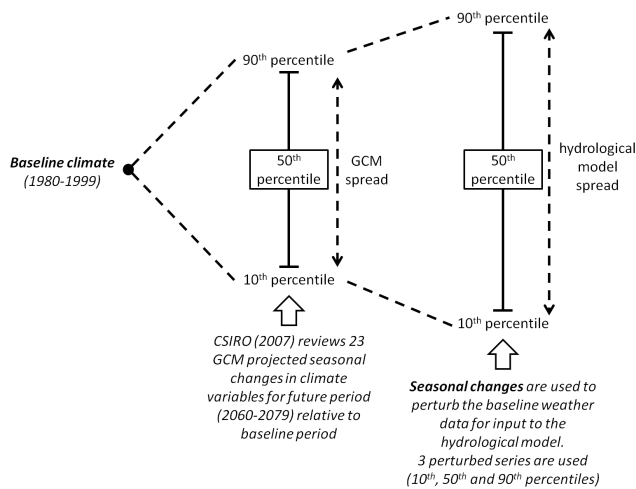 Baseline climate
(1980-1999)
90th percentile
50th
percentile
10th percentile
GCM
spread
CSIRO (2007) reviews 23
GCM projected seasonal
changes in climate
variables for future period
(2060-2079) relative to
baseline period
90th percentile
50th
percentile
10th percentile
hydrological
model
spread
Seasonal changes are used to
perturb the baseline weather
data for input to the
hydrological model.
3 perturbed series are used
(10th, 50th and 90th percentiles)